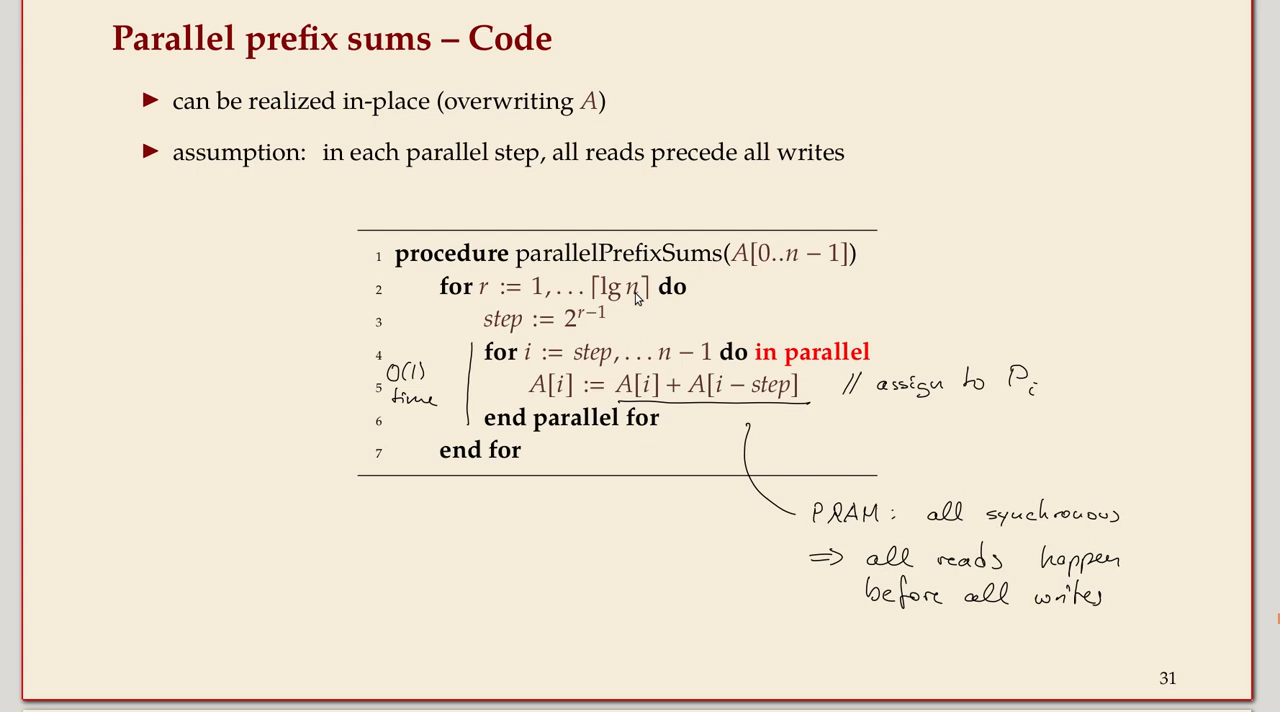 Parallel prefix sums – Code
▶ can be realized in-place (overwriting A)
▶ assumption: in each parallel step, all reads precede all writes
1 procedure parallelPrefixSums(A[0..n − 1])
2 for r := 1, . . . ⌈lg n⌉ do
3 step := 2^{r−1}
4 for i := step, . . . n − 1 do in parallel
O(1)
5 A[i] := A[i] + A[i − step] // assign to P_i
time
6 end parallel for
7 end for
PRAM: all synchronous
⇒ all reads happen
before all writes
31